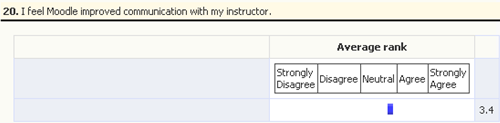 20. I feel Moodle improved communication with my instructor.
Average rank
Strongly Disagree Disagree Neutral Agree Strongly Agree
3.4